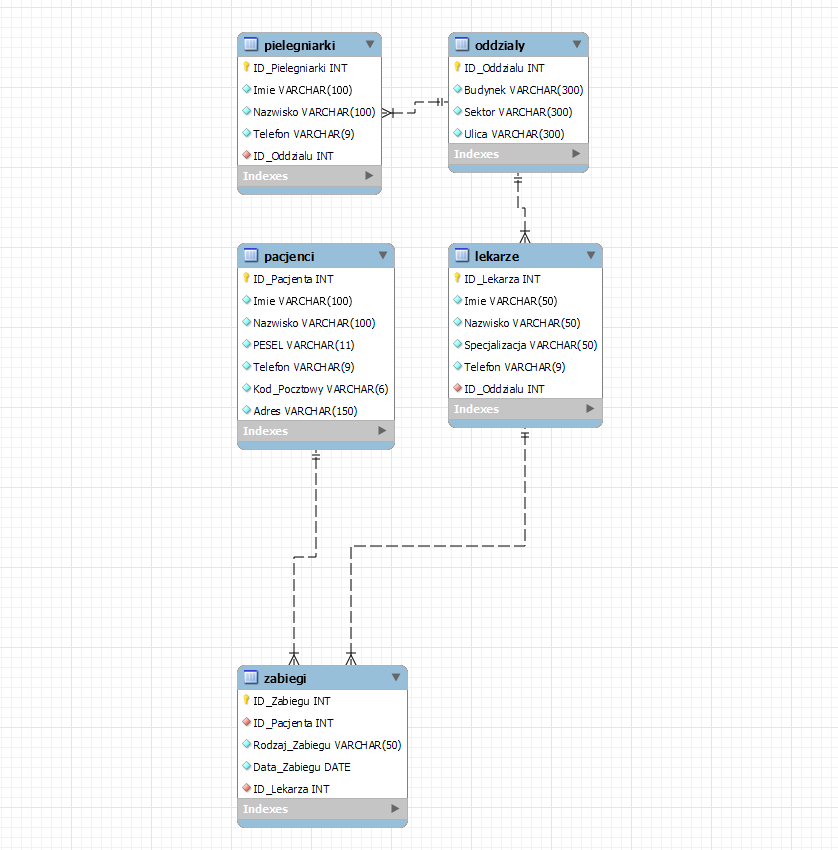 pielegniarki
ID_Pielegniarki INT
Imie VARCHAR(100)
Nazwisko VARCHAR(100)
Telefon VARCHAR(9)
ID_Oddzialu INT
Indexes
oddzialy
ID_Oddzialu INT
Budynek VARCHAR(300)
Sektor VARCHAR(300)
Ulica VARCHAR(300)
Indexes
pacjenci
ID_Pacjenta INT
Imie VARCHAR(100)
Nazwisko VARCHAR(100)
PESEL VARCHAR(11)
Telefon VARCHAR(9)
Kod_Pocztowy VARCHAR(6)
Adres VARCHAR(150)
Indexes
lekarze
ID_Lekarza INT
Imie VARCHAR(50)
Nazwisko VARCHAR(50)
Specjalizacja VARCHAR(50)
Telefon VARCHAR(9)
ID_Oddzialu INT
Indexes
zabiegi
ID_Zabiegu INT
ID_Pacjenta INT
Rodzaj_Zabiegu VARCHAR(50)
Data_Zabiegu DATE
ID_Lekarza INT
Indexes